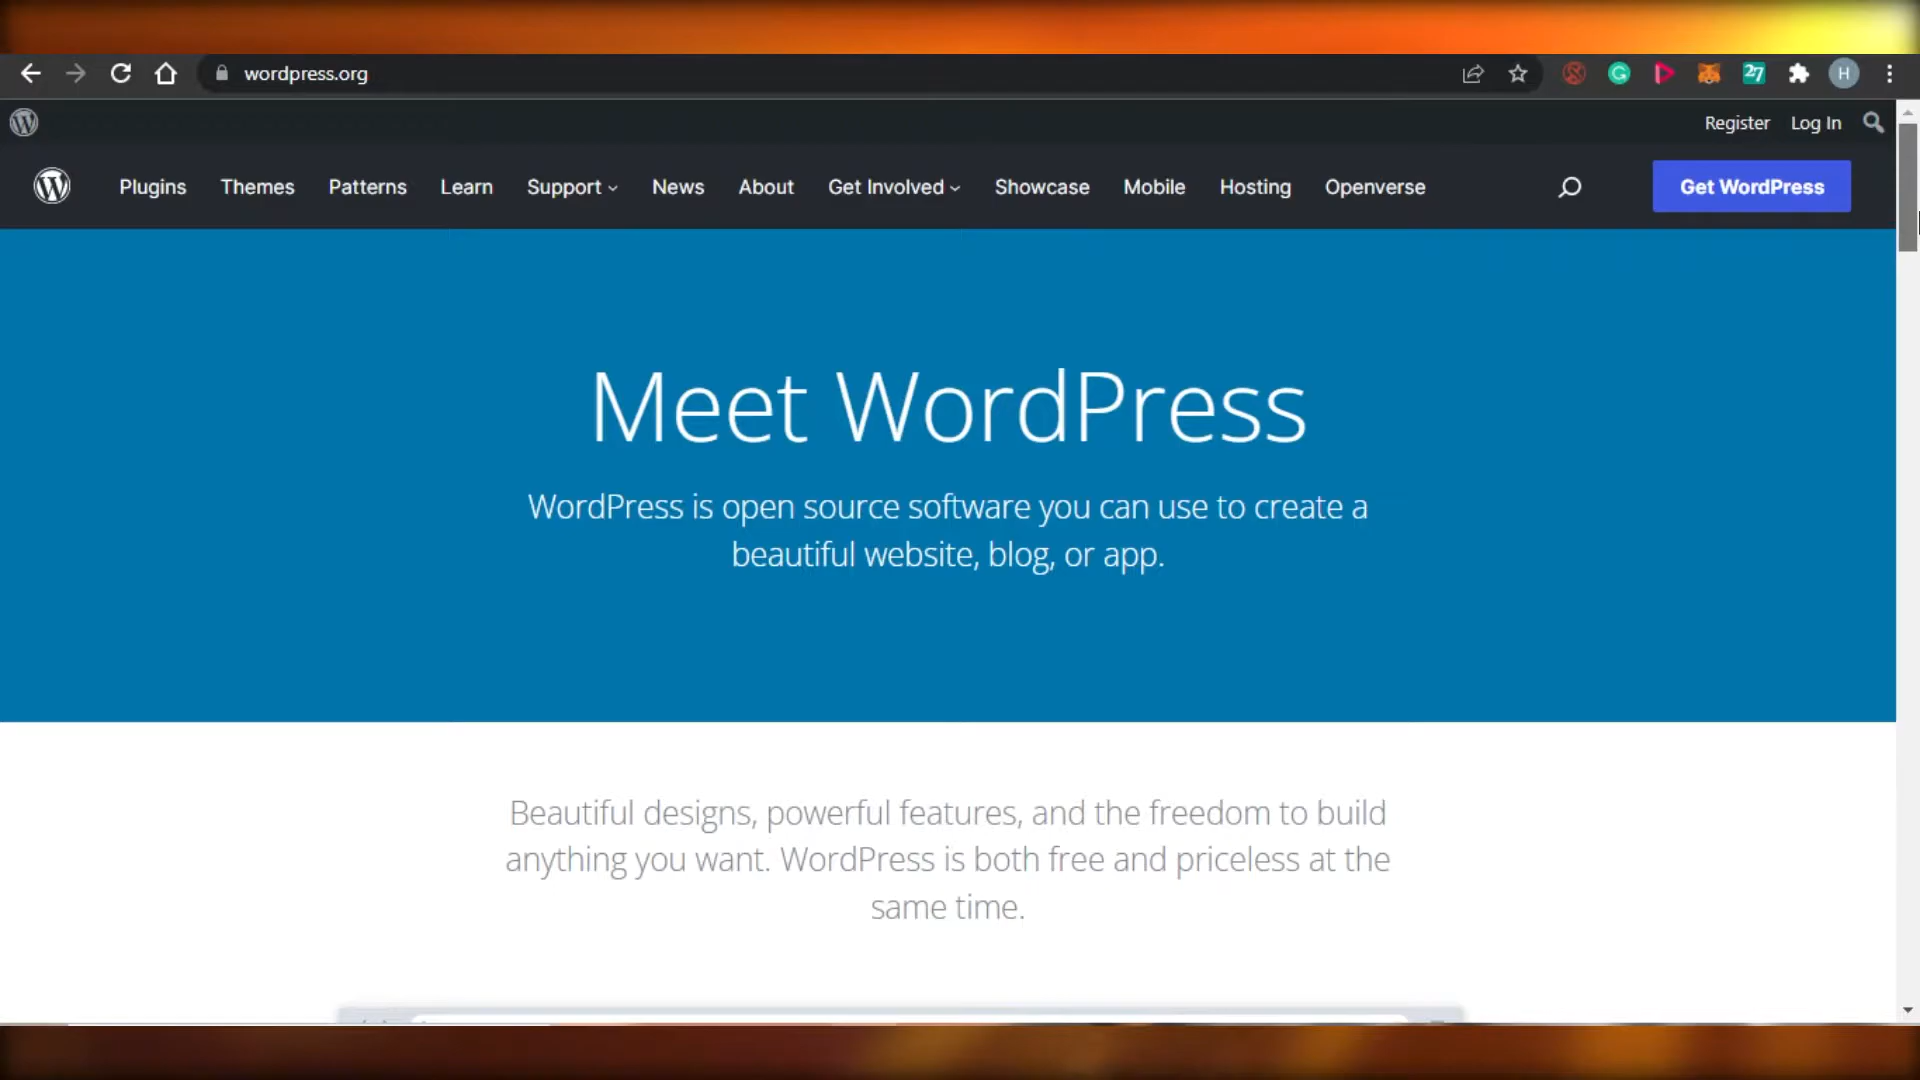 wordpress.org
27
H
Register Log In
Plugins Themes Patterns Learn Support News About Get Involved Showcase Mobile Hosting Openverse Get WordPress
Meet WordPress
WordPress is open source software you can use to create a
beautiful website, blog, or app.
Beautiful designs, powerful features, and the freedom to build
anything you want. WordPress is both free and priceless at the
same time.